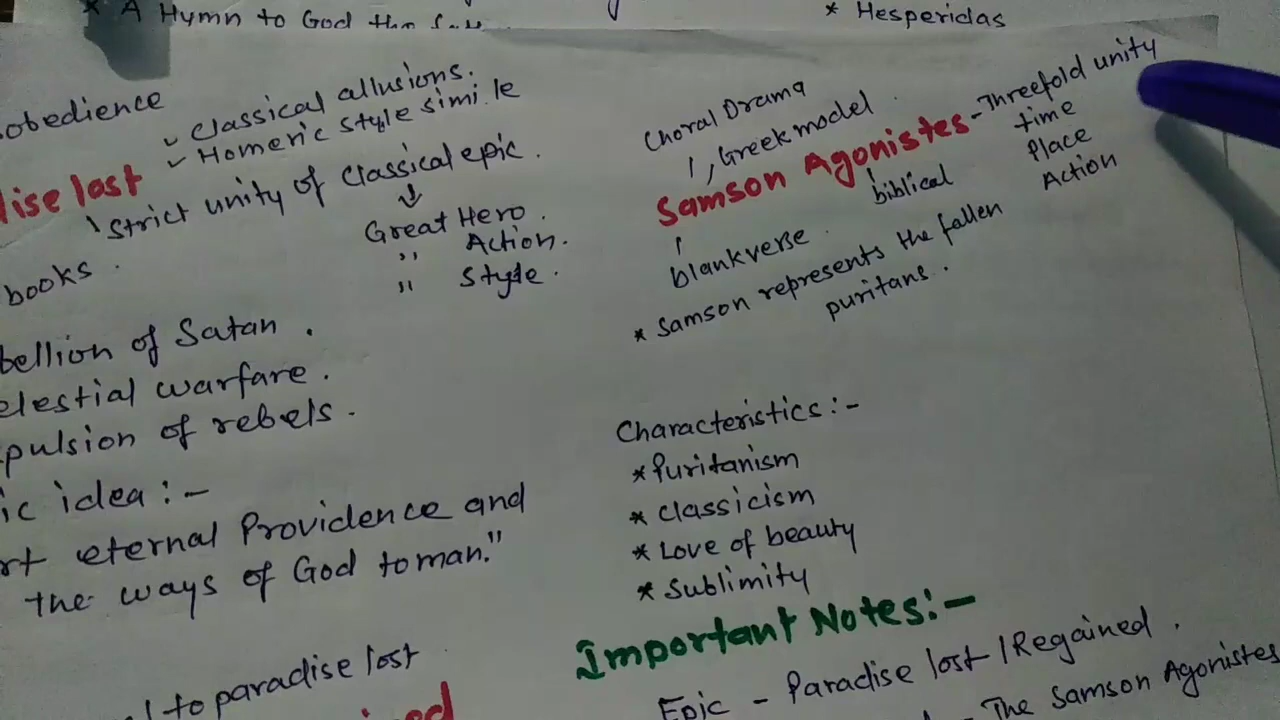 * A Hymn to God the
* Hesperidas
obedience
Classical allusions.
Homeric style simile
lise lost
Strict unity of classical epic.
Great Hero.
" Action.
" Style.
books.
bellion of Satan.
elestial warfare.
pulsion of rebels.
ic idea:-
rt eternal Providence and
the ways of God to man."
l to paradise lost
Choral Drama
Greek model
Samson Agonistes - Threefold unity
time
Place
Action
biblical
blankverse.
* Samson represents the fallen
puritans.
Characteristics:-
* Puritanism
* Classicism
* Love of beauty
* Sublimity
Important Notes:-
Epic - Paradise lost / Regained.
- The Samson Agonistes